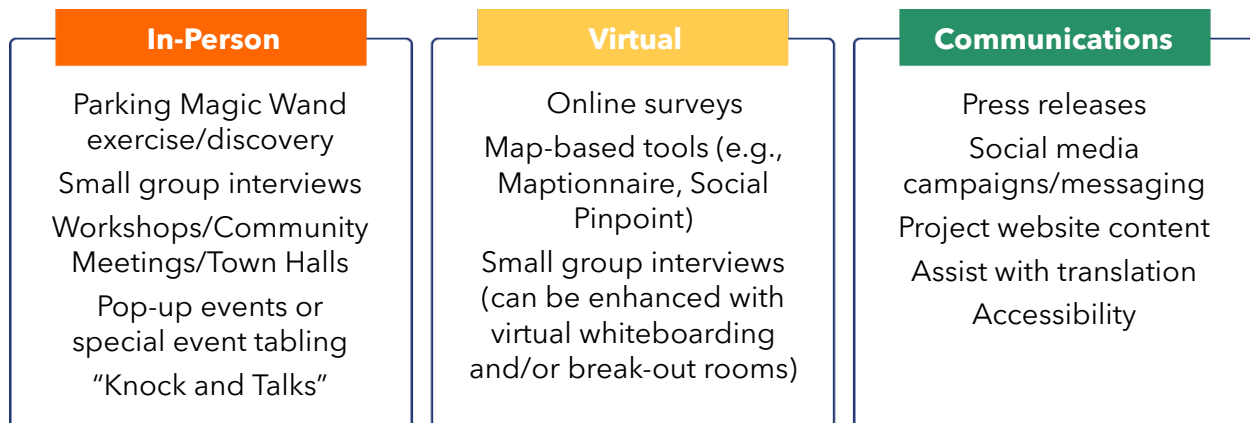 In-Person
Parking Magic Wand
exercise/discovery
Small group interviews
Workshops/Community
Meetings/Town Halls
Pop-up events or
special event tabling
“Knock and Talks”
Virtual
Online surveys
Map-based tools (e.g.,
Maptionnaire, Social
Pinpoint)
Small group interviews
(can be enhanced with
virtual whiteboarding
and/or break-out rooms)
Communications
Press releases
Social media
campaigns/messaging
Project website content
Assist with translation
Accessibility